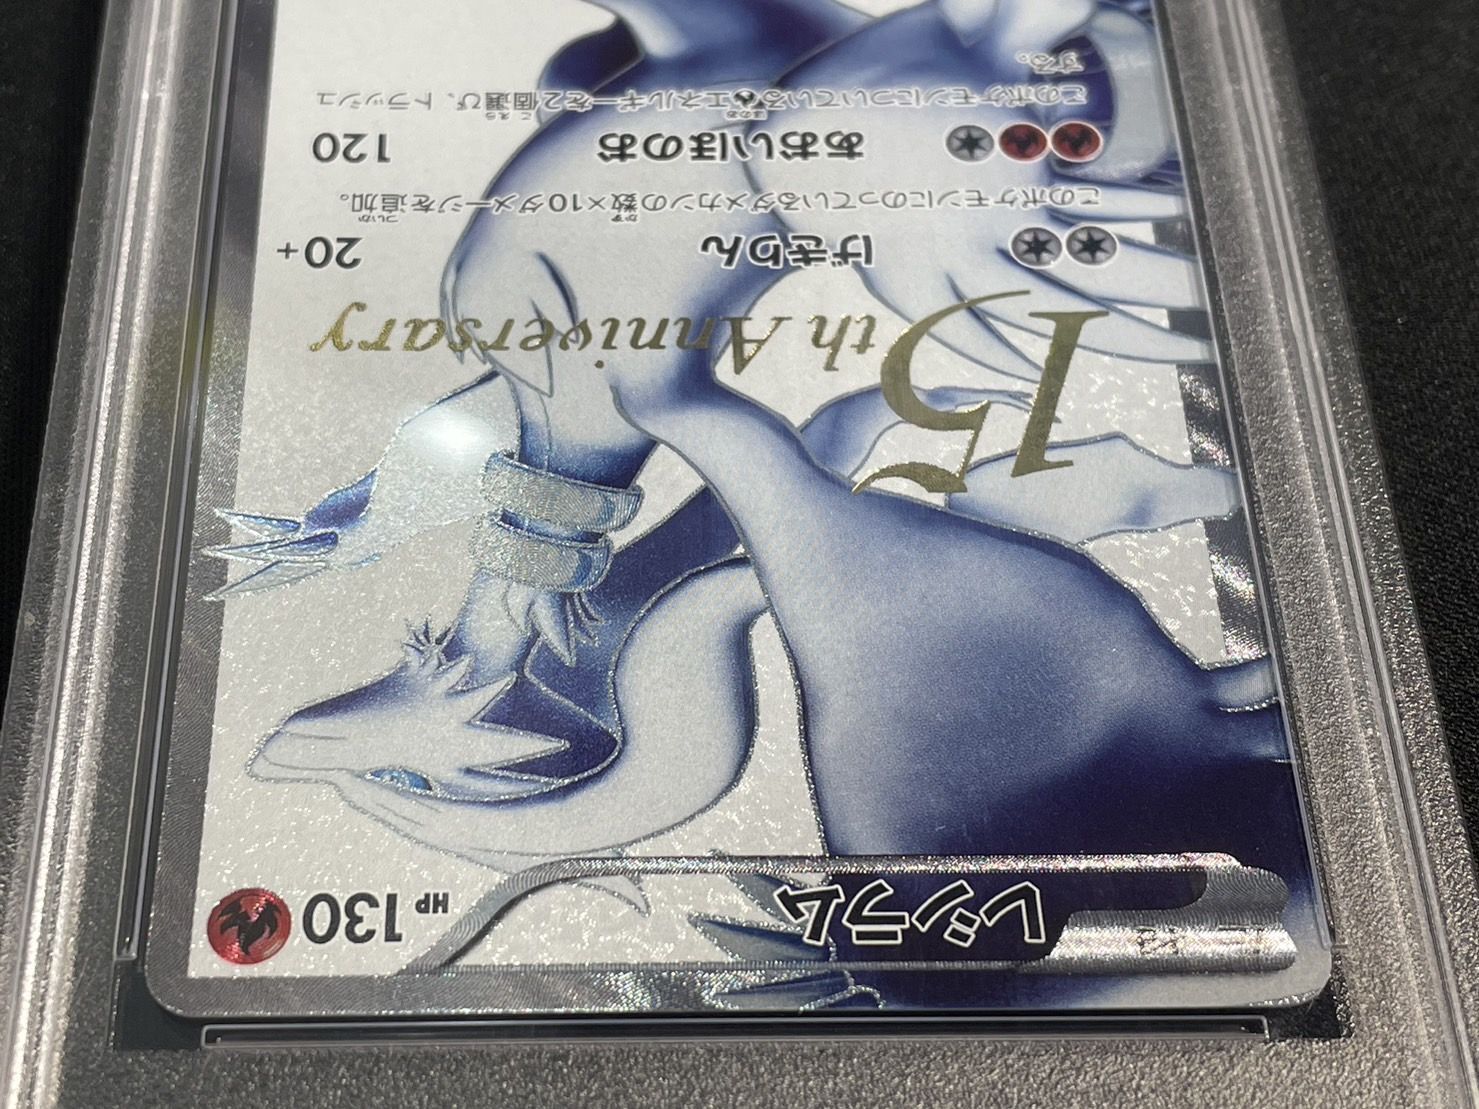 レシラム
HP 130
15th Anniversary
げきりん 20+
このポケモンにのっているダメカンの数×10ダメージを追加。
あおいほのお 120
このポケモンについているエネルギーを2個選び、トラッシュ
する。